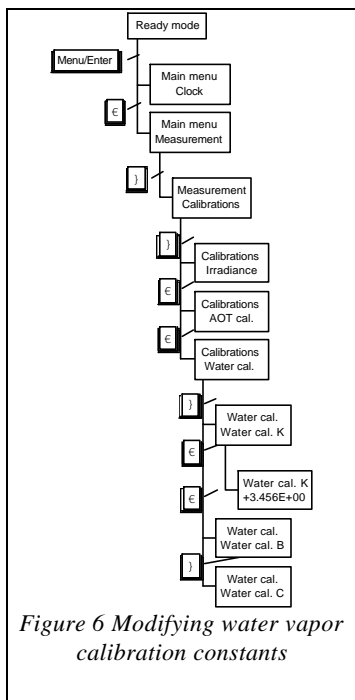 Ready mode
Menu/Enter
Main menu
Clock
€
Main menu
Measurement
}
Measurement
Calibrations
}
Calibrations
Irradiance
€
Calibrations
AOT cal.
€
Calibrations
Water cal.
}
Water cal.
Water cal. K
€
Water cal. K
+3.456E+00
€
Water cal.
Water cal. B
}
Water cal.
Water cal. C
Figure 6 Modifying water vapor
calibration constants